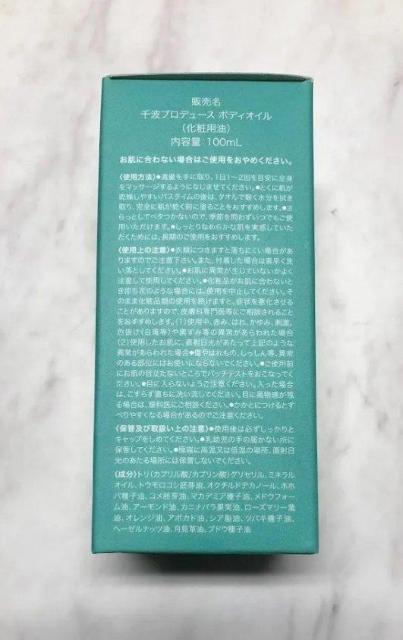 販売名
千波プロデュース ボディオイル
(化粧用油)
内容量:100mL
お肌に合わない場合はご使用をおやめください。
《使用方法》●適量を手に取り、1日1〜2回を目安に全身
をマッサージするようになじませてください。●とくに肌が
乾燥しやすいバスタイムの後は、タオルで軽く水分を拭き
取り、完全に肌が乾く前に塗ることをおすすめします。●さ
らっとしてベタつかないので、季節を問わずいつでもご使
用いただけます。●しっとりなめらかな肌を実感していた
だくためには、長期のご使用をおすすめします。
《使用上の注意》●衣類につきますと落ちにくい場合があ
りますのでご注意下さい。また、付着した場合は素早く洗
い落としてください。●お肌に異常が生じていないかよく
注意して使用してください。●化粧品がお肌に合わないと
き即ち次のような場合には、使用を中止してください。そ
のまま化粧品類の使用を続けますと、症状を悪化させる
ことがありますので、皮膚科専門医等にご相談されること
をおすすめします。(1)使用中、赤み、はれ、かゆみ、刺激、
色抜け(白斑等)や黒ずみ等の異常があらわれた場合
(2)使用したお肌に、直射日光があたって上記のような
異常があらわれた場合●傷やはれもの、しっしん等、異常
のある部位にはお使いにならないでください。●ご使用前
にお肌の目立たないところでパッチテストをおこなってく
ださい。●目に入らないようご注意ください。入った場合
は、こすらず直ちに洗い流してください。目に異物感が残
る場合は、眼科医にご相談ください。●かかとにつけるとす
べりやすくなる場合があるのでご注意ください。
《保管及び取扱い上の注意》●使用後は必ずしっかりと
キャップをしめてください。●乳幼児の手の届かない所に
保管してください。●極端に高温又は低温の場所、直射日
光のあたる場所には保管しないでください。
《成分》トリ(カプリル酸/カプリン酸)グリセリル、ミネラル
オイル、トウモロコシ胚芽油、オクチルドデカノール、ホホ
バ種子油、コメ胚芽油、マカデミア種子油、メドウフォー
ム油、アーモンド油、カニナバラ果実油、ローズマリー葉
油、オレンジ油、アボカド油、シア脂油、ツバキ種子油、
ヘーゼルナッツ油、月見草油、ブドウ種子油